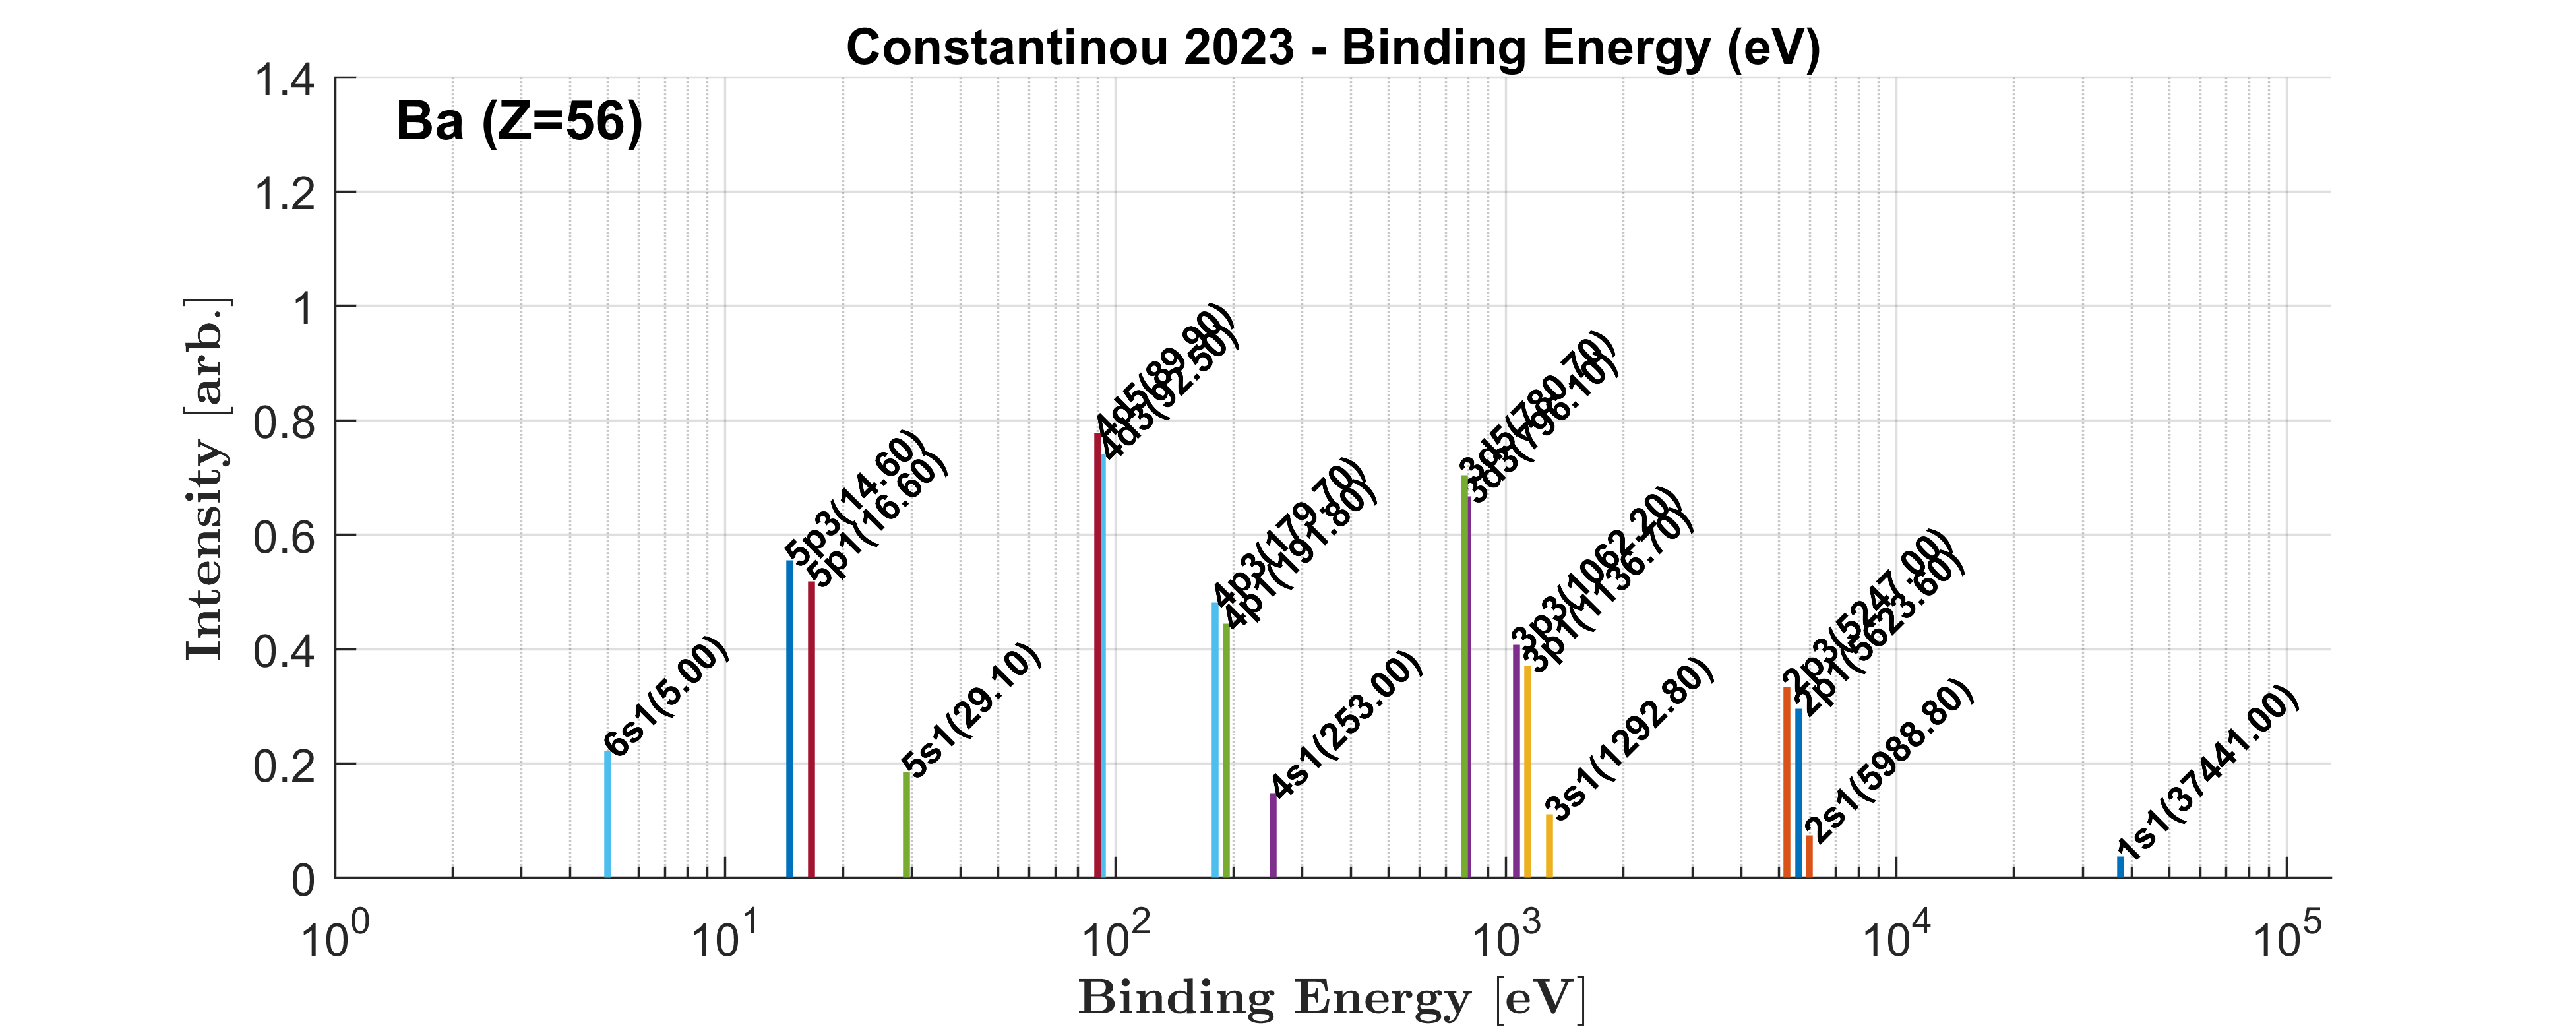 Constantinou 2023 - Binding Energy (eV)
Ba (Z=56)
1.4
1.2
1
0.8
0.6
0.4
0.2
0
Intensity [arb.]
6s1(5.00)
5p3(14.60)
5p1(16.60)
5s1(29.10)
4d5(89.90)
4d3(92.50)
4p3(179.70)
4p1(191.80)
4s1(253.00)
3d5(780.70)
3d3(796.10)
3p3(1062.20)
3p1(1136.70)
3s1(1292.80)
2p3(5247.00)
2p1(5623.60)
2s1(5988.80)
1s1(37441.00)
10^0 10^1 10^2 10^3 10^4 10^5
Binding Energy [eV]